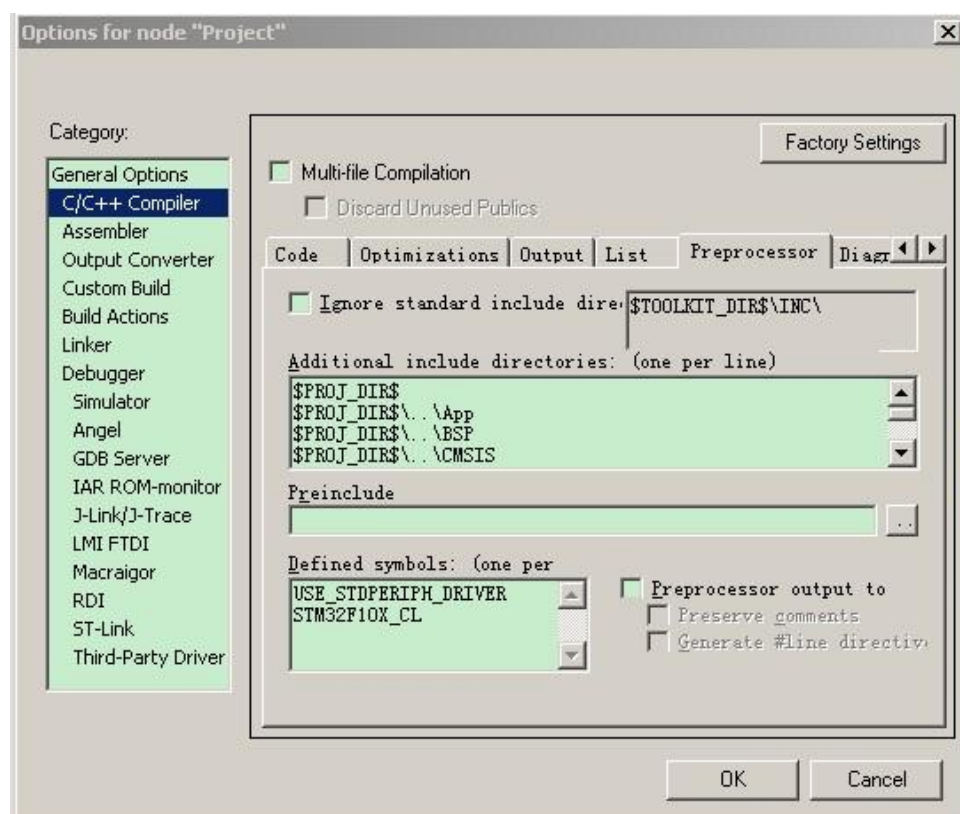 Options for node "Project"
Category:
General Options
C/C++ Compiler
Assembler
Output Converter
Custom Build
Build Actions
Linker
Debugger
Simulator
Angel
GDB Server
IAR ROM-monitor
J-Link/J-Trace
LMI FTDI
Macraigor
RDI
ST-Link
Third-Party Driver
Factory Settings
Multi-file Compilation
Discard Unused Publics
Code Optimizations Output List Preprocessor Diagr
Ignore standard include dire $TOOLKIT_DIR$\INC\
Additional include directories: (one per line)
$PROJ_DIR$
$PROJ_DIR$\..\App
$PROJ_DIR$\..\BSP
$PROJ_DIR$\..\CMSIS
Preinclude
..
Defined symbols: (one per
USE_STDPERIPH_DRIVER
STM32F10X_CL
Preprocessor output to
Preserve comments
Generate #line directiv
OK Cancel